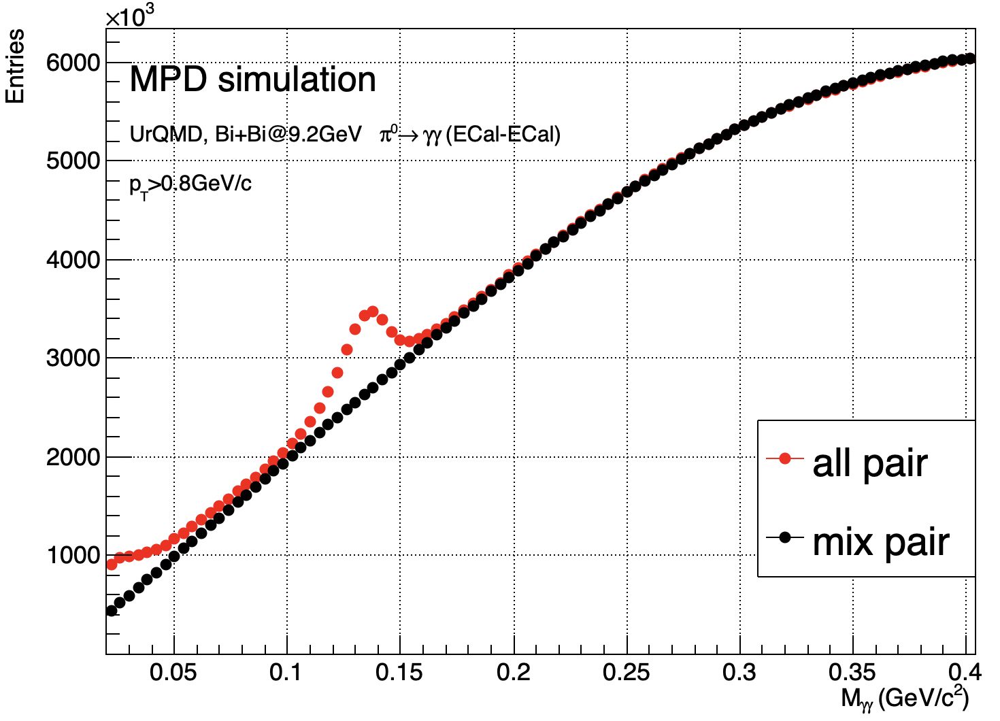 ×10³
Entries
6000
5000
4000
3000
2000
1000
MPD simulation
UrQMD, Bi+Bi@9.2GeV π⁰→γγ (ECal-ECal)
p_T>0.8GeV/c
all pair
mix pair
0.05 0.1 0.15 0.2 0.25 0.3 0.35 0.4
M_γγ (GeV/c²)